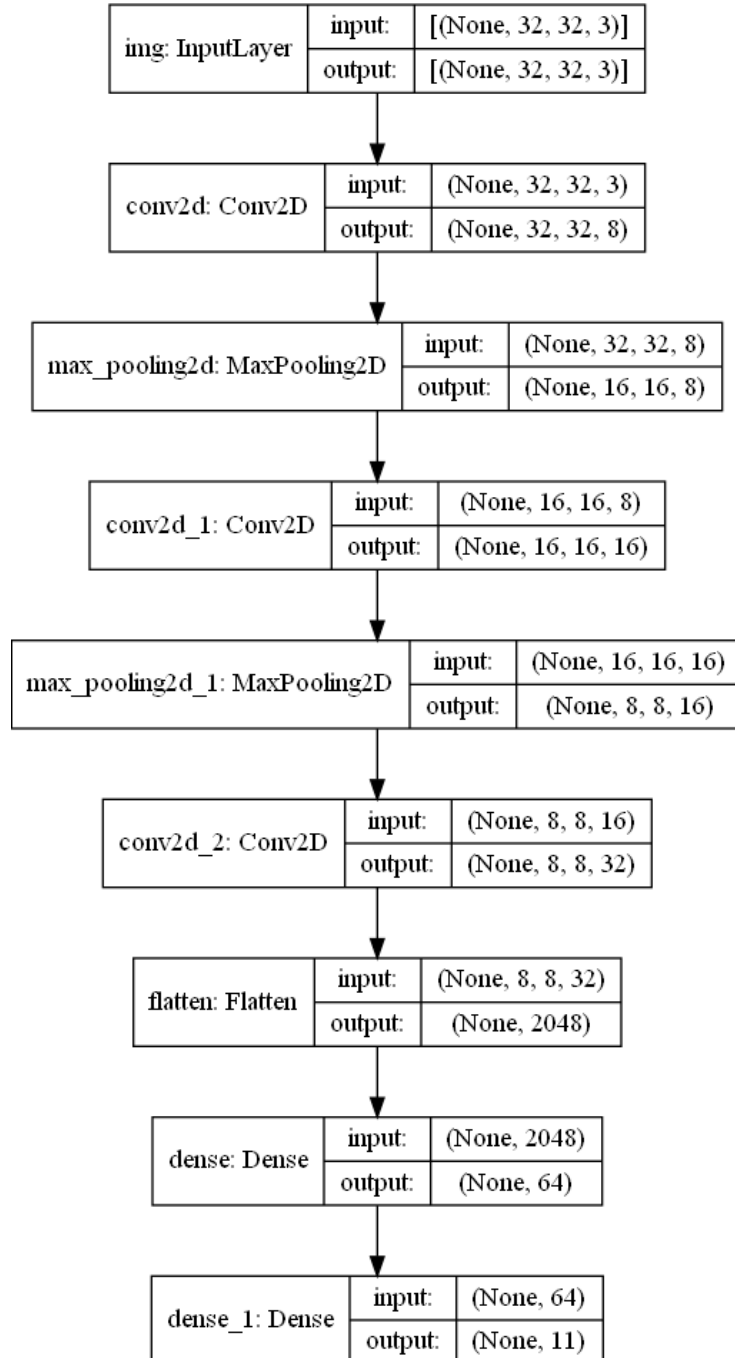 img: InputLayer
input: [(None, 32, 32, 3)]
output: [(None, 32, 32, 3)]
conv2d: Conv2D
input: (None, 32, 32, 3)
output: (None, 32, 32, 8)
max_pooling2d: MaxPooling2D
input: (None, 32, 32, 8)
output: (None, 16, 16, 8)
conv2d_1: Conv2D
input: (None, 16, 16, 8)
output: (None, 16, 16, 16)
max_pooling2d_1: MaxPooling2D
input: (None, 16, 16, 16)
output: (None, 8, 8, 16)
conv2d_2: Conv2D
input: (None, 8, 8, 16)
output: (None, 8, 8, 32)
flatten: Flatten
input: (None, 8, 8, 32)
output: (None, 2048)
dense: Dense
input: (None, 2048)
output: (None, 64)
dense_1: Dense
input: (None, 64)
output: (None, 11)